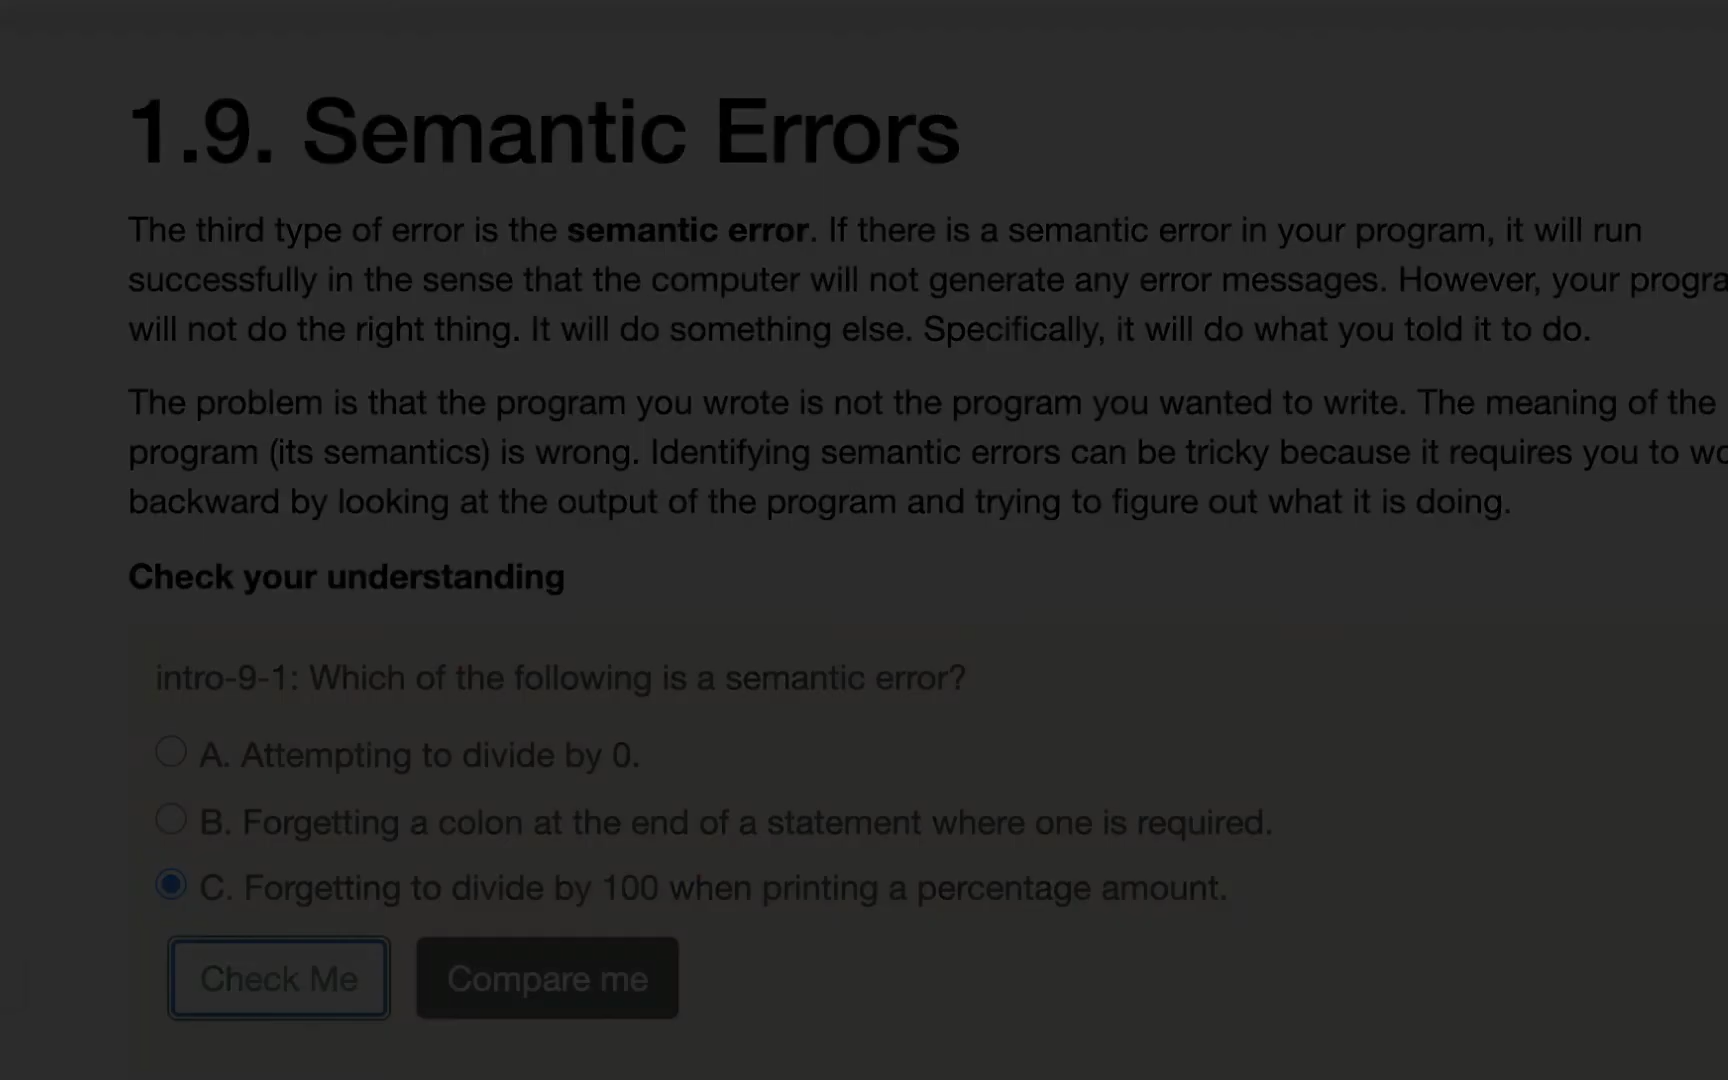 1.9. Semantic Errors
The third type of error is the semantic error. If there is a semantic error in your program, it will run
successfully in the sense that the computer will not generate any error messages. However, your progra
will not do the right thing. It will do something else. Specifically, it will do what you told it to do.
The problem is that the program you wrote is not the program you wanted to write. The meaning of the
program (its semantics) is wrong. Identifying semantic errors can be tricky because it requires you to wo
backward by looking at the output of the program and trying to figure out what it is doing.
Check your understanding
intro-9-1: Which of the following is a semantic error?
A. Attempting to divide by 0.
B. Forgetting a colon at the end of a statement where one is required.
C. Forgetting to divide by 100 when printing a percentage amount.
Check Me Compare me